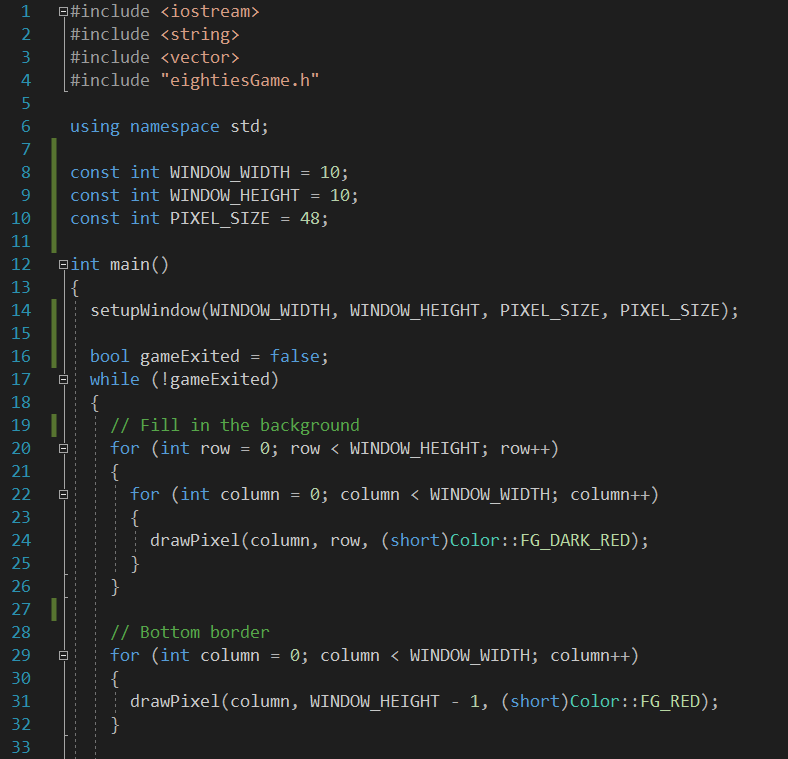 1 #include <iostream>
2 #include <string>
3 #include <vector>
4 #include "eightiesGame.h"
5
6 using namespace std;
7
8 const int WINDOW_WIDTH = 10;
9 const int WINDOW_HEIGHT = 10;
10 const int PIXEL_SIZE = 48;
11
12 int main()
13 {
14     setupWindow(WINDOW_WIDTH, WINDOW_HEIGHT, PIXEL_SIZE, PIXEL_SIZE);
15
16     bool gameExited = false;
17     while (!gameExited)
18     {
19         // Fill in the background
20         for (int row = 0; row < WINDOW_HEIGHT; row++)
21         {
22             for (int column = 0; column < WINDOW_WIDTH; column++)
23             {
24                 drawPixel(column, row, (short)Color::FG_DARK_RED);
25             }
26         }
27
28         // Bottom border
29         for (int column = 0; column < WINDOW_WIDTH; column++)
30         {
31             drawPixel(column, WINDOW_HEIGHT - 1, (short)Color::FG_RED);
32         }
33